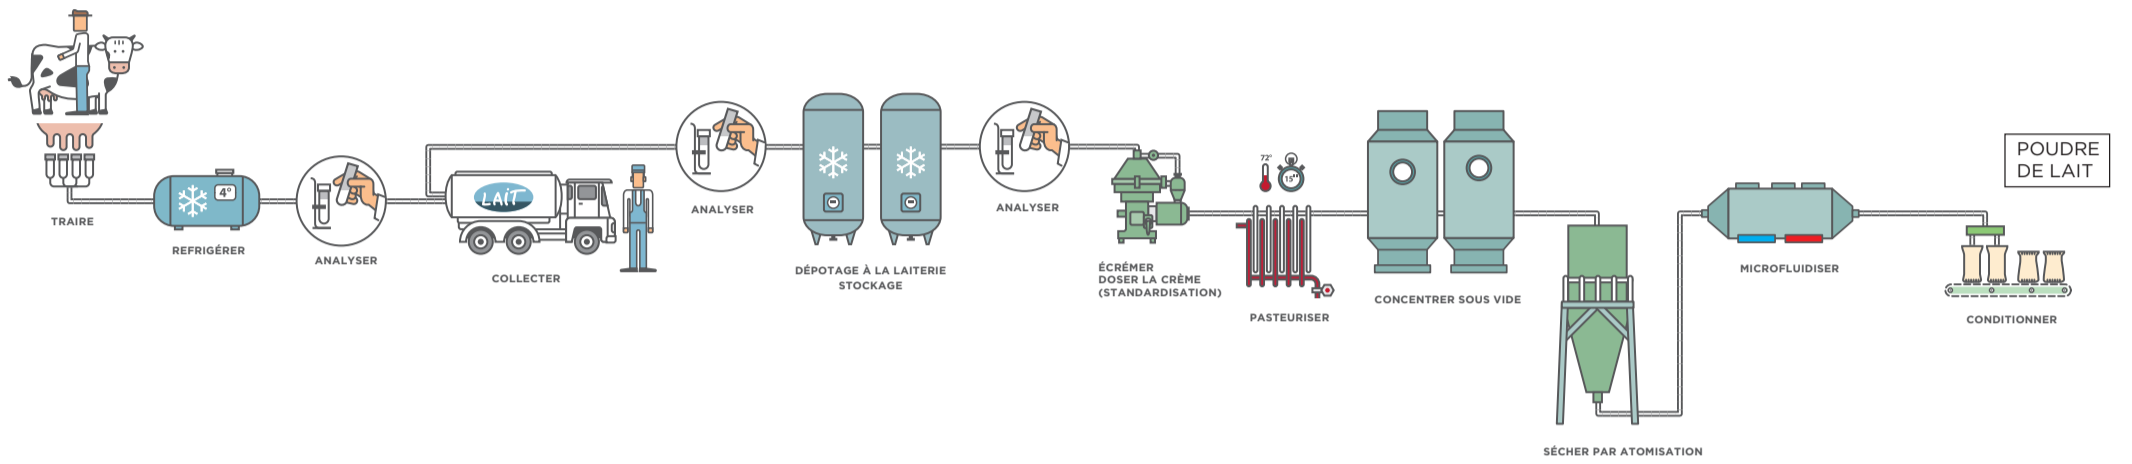 TRAIRE
4°
REFRIGÉRER
ANALYSER
LAIT
COLLECTER
ANALYSER
DÉPOTAGE À LA LAITERIE
STOCKAGE
ANALYSER
ÉCRÉMER
DOSER LA CRÈME
(STANDARDISATION)
72°
15"
PASTEURISER
CONCENTRER SOUS VIDE
SÉCHER PAR ATOMISATION
MICROFLUIDISER
POUDRE
DE LAIT
CONDITIONNER